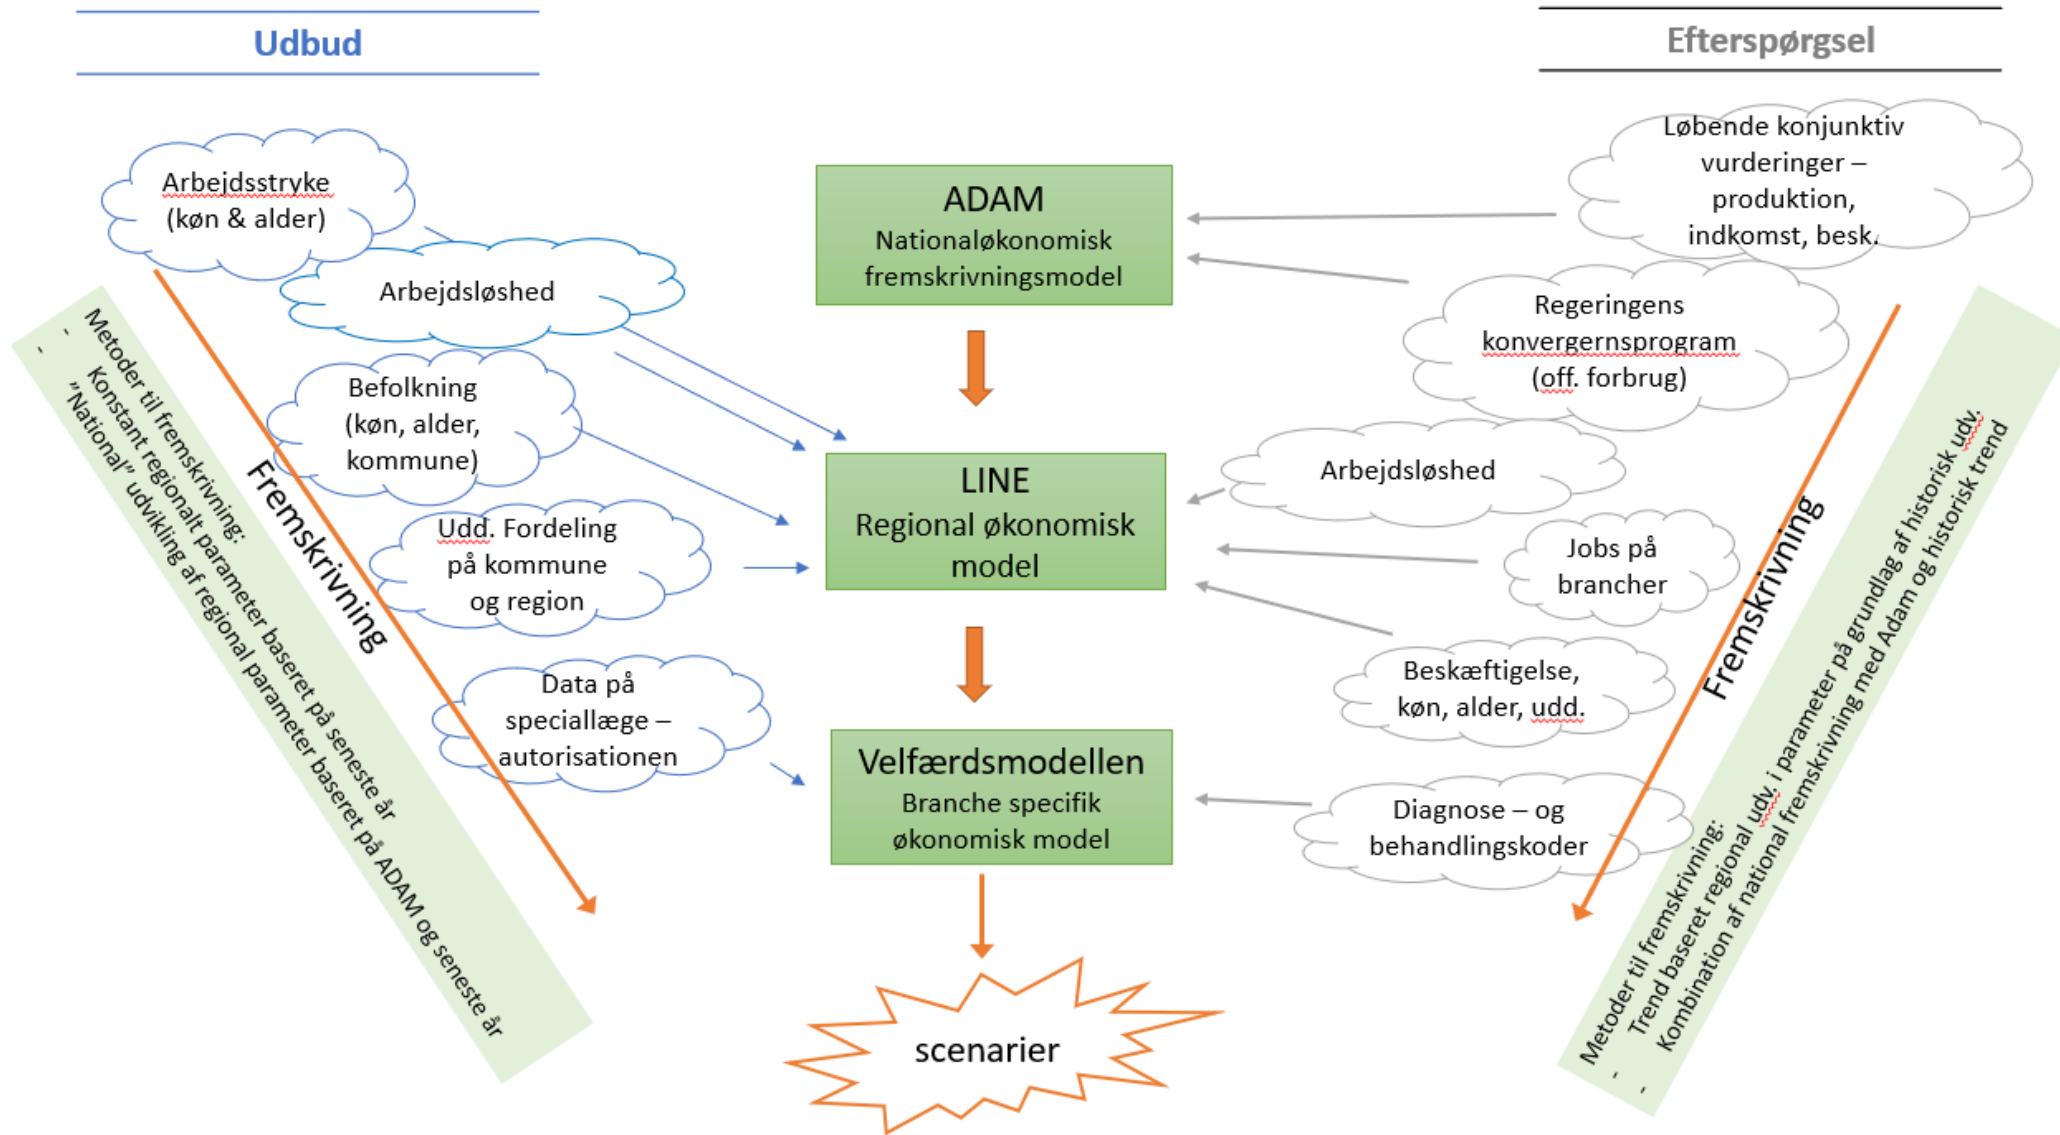 Udbud
Efterspørgsel
Arbejdsstryke
(køn & alder)
Arbejdsløshed
Befolkning
(køn, alder,
kommune)
Udd. Fordeling
på kommune
og region
Data på
speciallæge –
autorisationen
Fremskrivning
Metoder til fremskrivning:
- Konstant regionalt parameter baseret på seneste år
- ”National” udvikling af regional parameter baseret på ADAM og seneste år
ADAM
Nationaløkonomisk
fremskrivningsmodel
LINE
Regional økonomisk
model
Velfærdsmodellen
Branche specifik
økonomisk model
scenarier
Løbende konjunktiv
vurderinger –
produktion,
indkomst, besk.
Regeringens
konvergernsprogram
(off. forbrug)
Arbejdsløshed
Jobs på
brancher
Beskæftigelse,
køn, alder, udd.
Diagnose – og
behandlingskoder
Fremskrivning
Metoder til fremskrivning:
- Trend baseret regional udv. i parameter på grundlag af historisk udv.
- Kombination af national fremskrivning med Adam og historisk trend